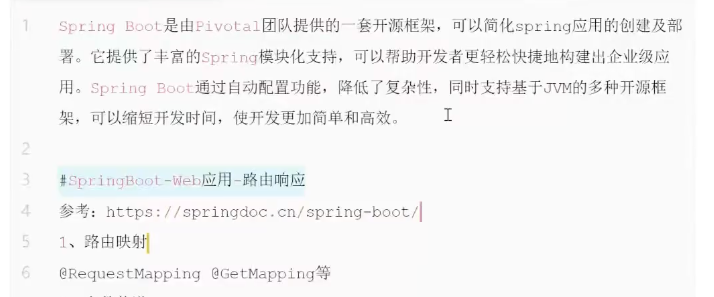 1 Spring Boot是由Pivotal团队提供的一套开源框架，可以简化spring应用的创建及部
署。它提供了丰富的Spring模块化支持，可以帮助开发者更轻松快捷地构建出企业级应
用。Spring Boot通过自动配置功能，降低了复杂性，同时支持基于JVM的多种开源框
架，可以缩短开发时间，使开发更加简单和高效。
2
3 #SpringBoot-Web应用-路由响应
4 参考：https://springdoc.cn/spring-boot/
5 1、路由映射
6 @RequestMapping @GetMapping等